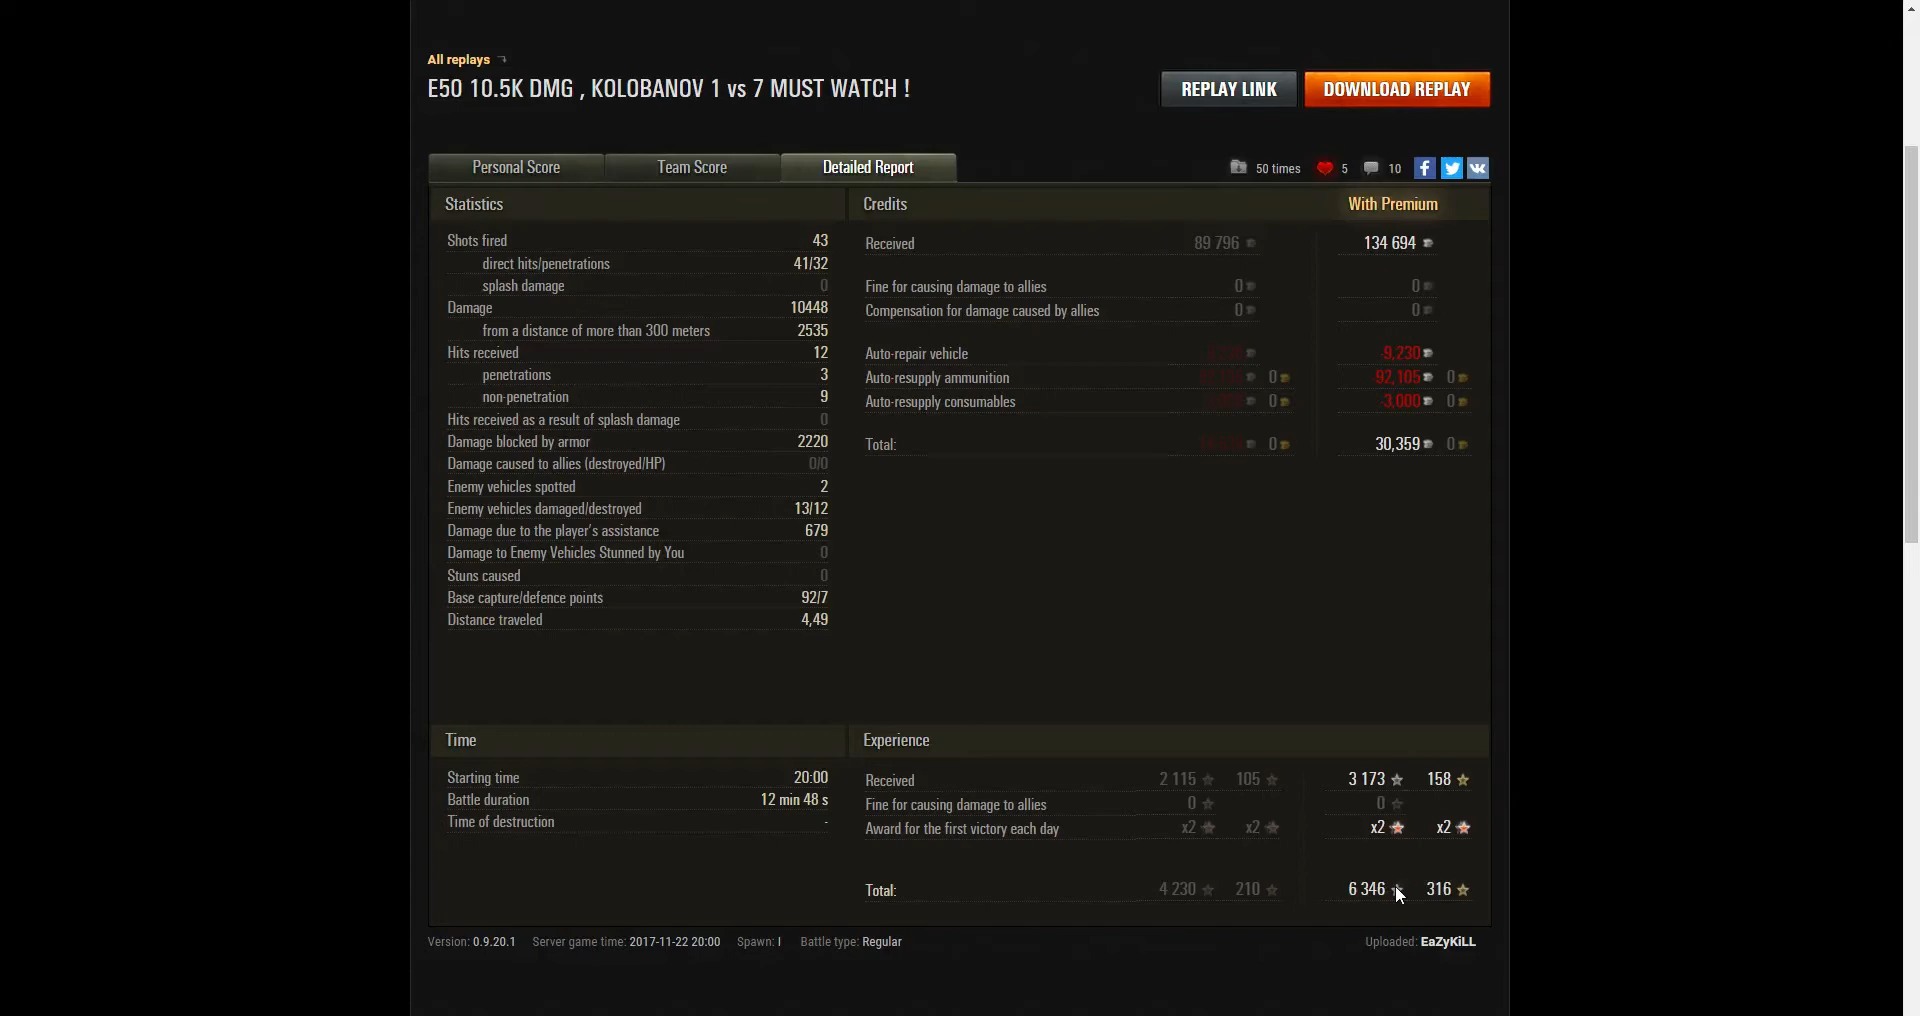 All replays
E50 10.5K DMG , KOLOBANOV 1 vs 7 MUST WATCH !
REPLAY LINK
DOWNLOAD REPLAY
Personal Score
Team Score
Detailed Report
50 times
5
10
Statistics
Credits
With Premium
Shots fired 43
direct hits/penetrations 41/32
splash damage 0
Damage 10448
from a distance of more than 300 meters 2535
Hits received 12
penetrations 3
non-penetration 9
Hits received as a result of splash damage 0
Damage blocked by armor 2220
Damage caused to allies (destroyed/HP) 0/0
Enemy vehicles spotted 2
Enemy vehicles damaged/destroyed 13/12
Damage due to the player's assistance 679
Damage to Enemy Vehicles Stunned by You 0
Stuns caused 0
Base capture/defence points 92/7
Distance traveled 4,49
Received 89 796 134 694
Fine for causing damage to allies 0 0
Compensation for damage caused by allies 0 0
Auto-repair vehicle -9,230
Auto-resupply ammunition 0 92,105 0
Auto-resupply consumables 0 -3,000 0
Total: 0 30,359 0
Time
Starting time 20:00
Battle duration 12 min 48 s
Time of destruction -
Experience
Received 2 115 105 3 173 158
Fine for causing damage to allies 0 0
Award for the first victory each day x2 x2 x2 x2
Total: 4 230 210 6 346 316
Version: 0.9.20.1 Server game time: 2017-11-22 20:00 Spawn: I Battle type: Regular
Uploaded: EaZyKiLL